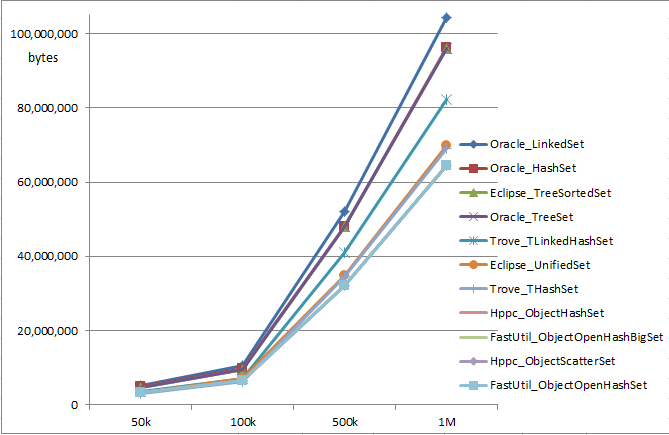 100,000,000
bytes
80,000,000
60,000,000
40,000,000
20,000,000
0
50k
100k
500k
1M
Oracle_LinkedSet
Oracle_HashSet
Eclipse_TreeSortedSet
Oracle_TreeSet
Trove_TLinkedHashSet
Eclipse_UnifiedSet
Trove_THashSet
Hppc_ObjectHashSet
FastUtil_ObjectOpenHashBigSet
Hppc_ObjectScatterSet
FastUtil_ObjectOpenHashSet